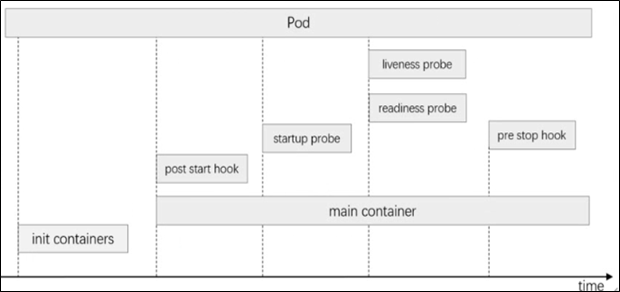 Pod
liveness probe
readiness probe
startup probe
pre stop hook
post start hook
main container
init containers
time